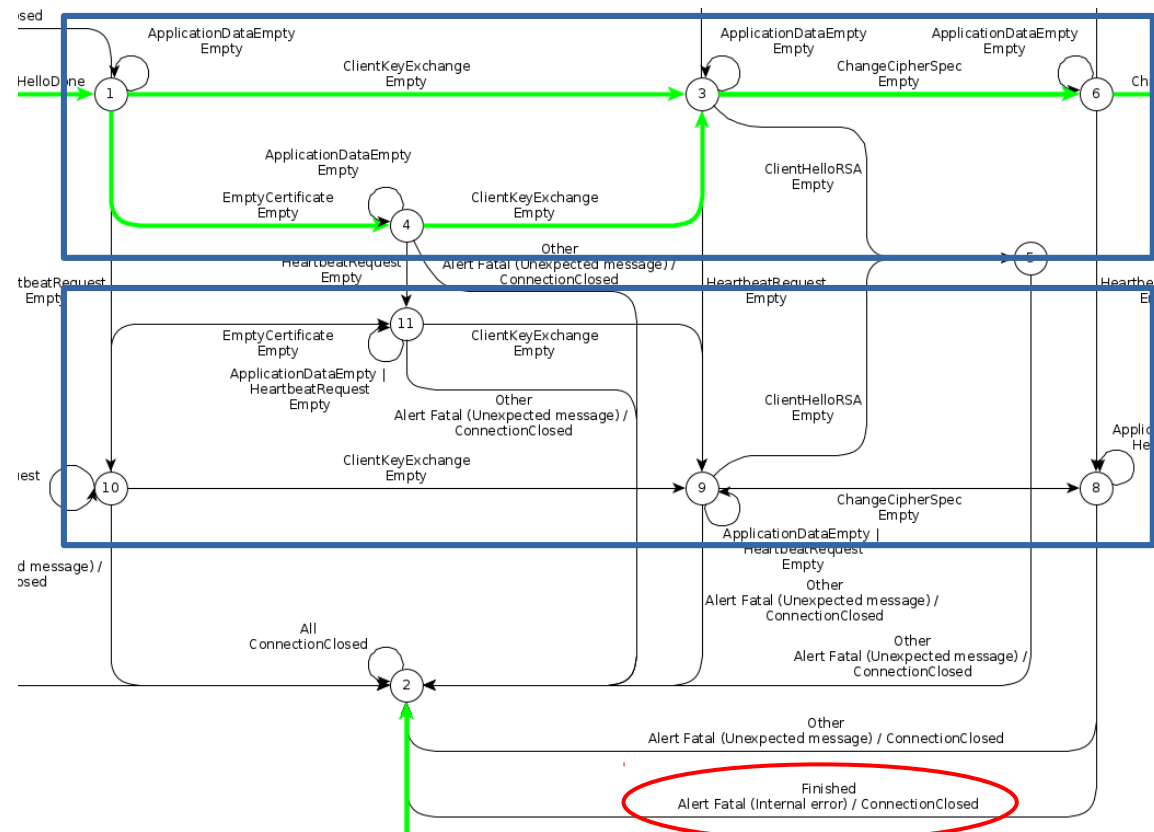 osed
ApplicationDataEmpty
Empty
ApplicationDataEmpty
Empty
ApplicationDataEmpty
Empty
HelloDone
1
ClientKeyExchange
Empty
3
ChangeCipherSpec
Empty
6
Ch
ApplicationDataEmpty
Empty
ClientHelloRSA
Empty
EmptyCertificate
Empty
4
ClientKeyExchange
Empty
HeartbeatRequest
Empty
Other
Alert Fatal (Unexpected message) /
ConnectionClosed
5
tbeatRequest
Empty
HeartbeatRequest
Empty
Heartbe
E
11
EmptyCertificate
Empty
ClientKeyExchange
Empty
ApplicationDataEmpty |
HeartbeatRequest
Empty
Other
Alert Fatal (Unexpected message) /
ConnectionClosed
ClientHelloRSA
Empty
Applic
He
uest
10
ClientKeyExchange
Empty
9
ChangeCipherSpec
Empty
8
ApplicationDataEmpty |
HeartbeatRequest
Empty
d message) /
osed
Other
Alert Fatal (Unexpected message) /
ConnectionClosed
All
ConnectionClosed
2
Other
Alert Fatal (Unexpected message) /
ConnectionClosed
Other
Alert Fatal (Unexpected message) / ConnectionClosed
Finished
Alert Fatal (Internal error) / ConnectionClosed